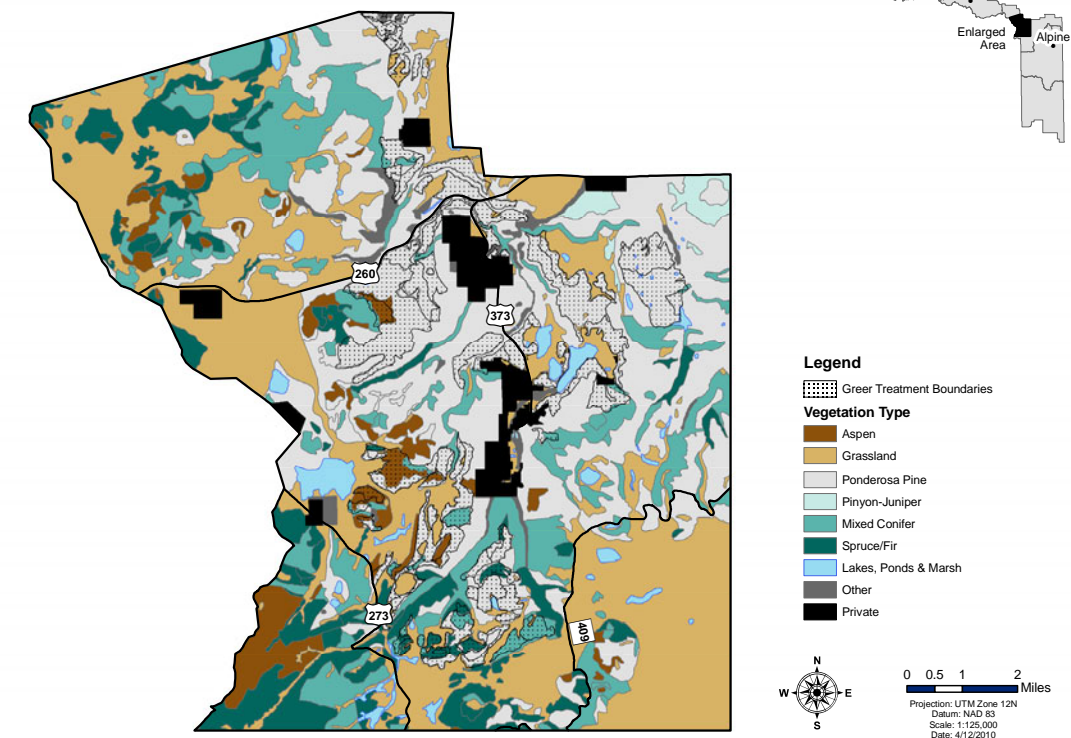 Enlarged
Area
Alpine
260
373
273
409
Legend
Greer Treatment Boundaries
Vegetation Type
Aspen
Grassland
Ponderosa Pine
Pinyon-Juniper
Mixed Conifer
Spruce/Fir
Lakes, Ponds & Marsh
Other
Private
N
W E
S
0 0.5 1 2
Miles
Projection: UTM Zone 12N
Datum: NAD 83
Scale: 1:125,000
Date: 4/12/2010